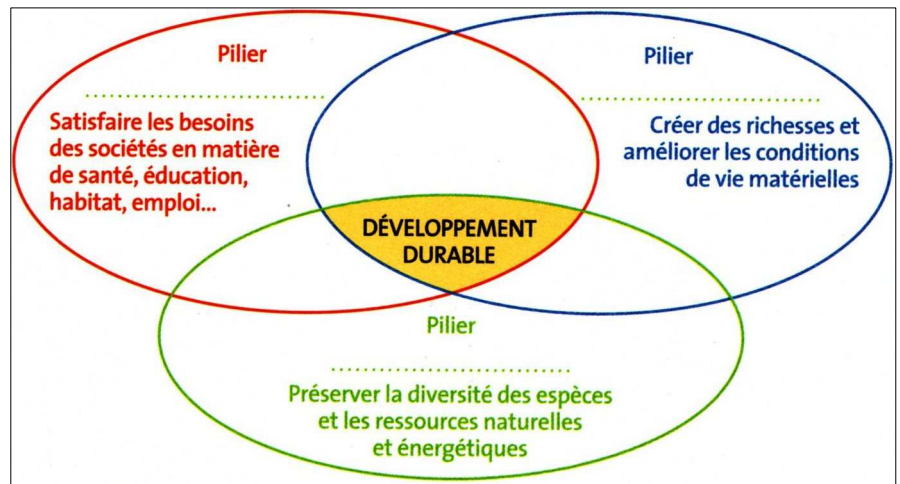 Pilier
..............................
Satisfaire les besoins
des sociétés en matière
de santé, éducation,
habitat, emploi...
Pilier
..............................
Créer des richesses et
améliorer les conditions
de vie matérielles
DÉVELOPPEMENT
DURABLE
Pilier
..............................
Préserver la diversité des espèces
et les ressources naturelles
et énergétiques